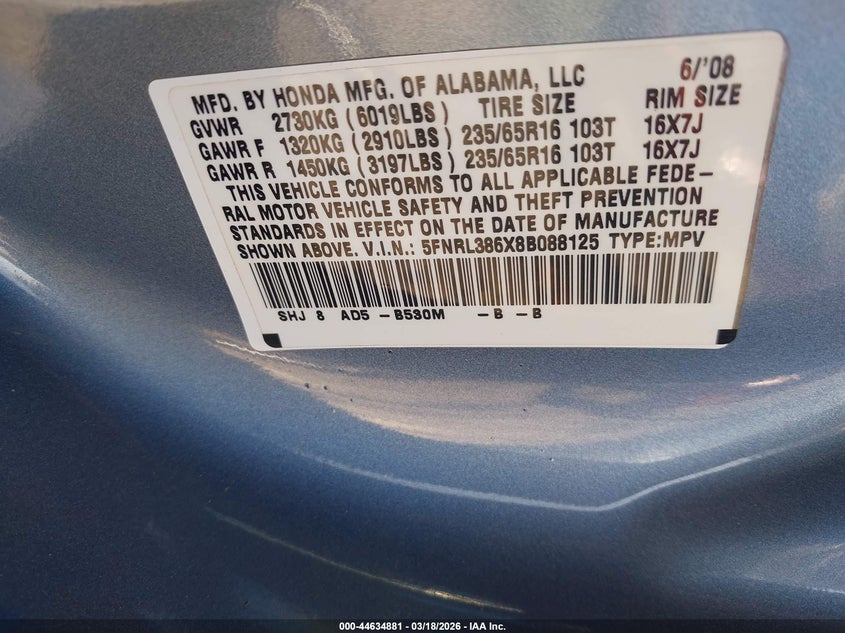 MFD. BY HONDA MFG. OF ALABAMA, LLC 6/'08
GVWR 2730KG (6019LBS) TIRE SIZE RIM SIZE
GAWR F 1320KG (2910LBS) 235/65R16 103T 16X7J
GAWR R 1450KG (3197LBS) 235/65R16 103T 16X7J
THIS VEHICLE CONFORMS TO ALL APPLICABLE FEDE-
RAL MOTOR VEHICLE SAFETY AND THEFT PREVENTION
STANDARDS IN EFFECT ON THE DATE OF MANUFACTURE
SHOWN ABOVE. V.I.N.: 5FNRL386X8B088125 TYPE:MPV
SHJ 8 AD5 -B530M -B -B
000-44634881 | 03/18/2026 - IAA Inc.